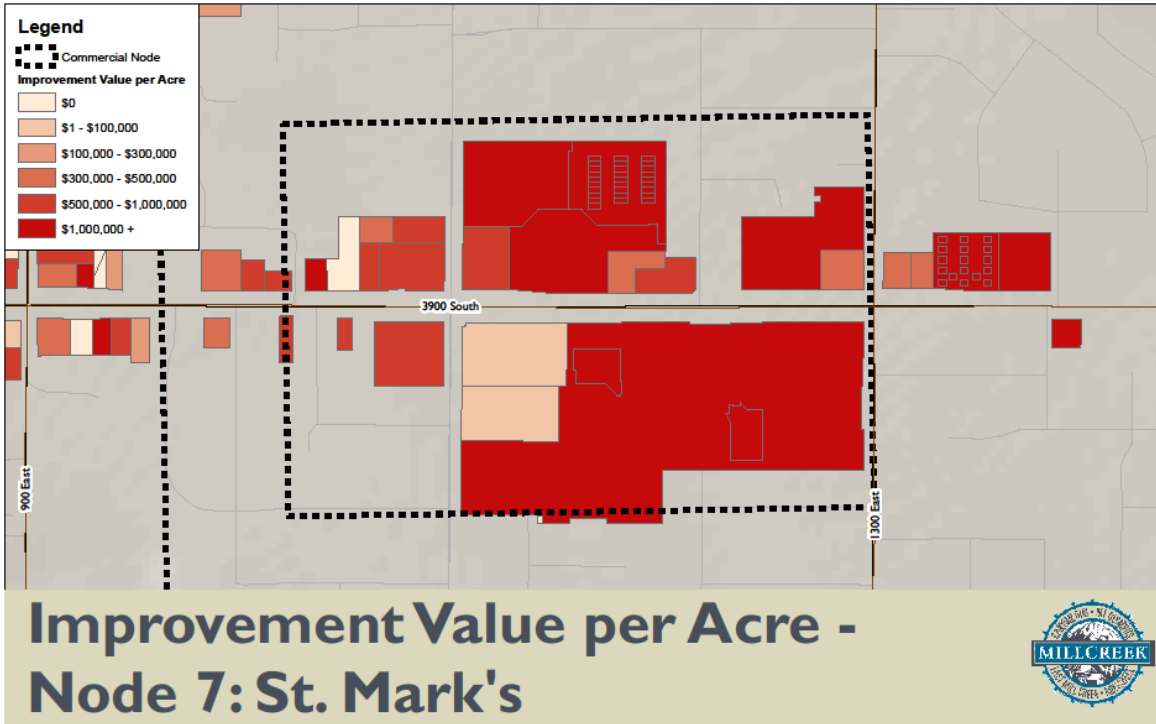 Legend
Commercial Node
Improvement Value per Acre
$0
$1 - $100,000
$100,000 - $300,000
$300,000 - $500,000
$500,000 - $1,000,000
$1,000,000 +
3900 South
900 East
1300 East
Improvement Value per Acre -
Node 7: St. Mark's
MILLCREEK